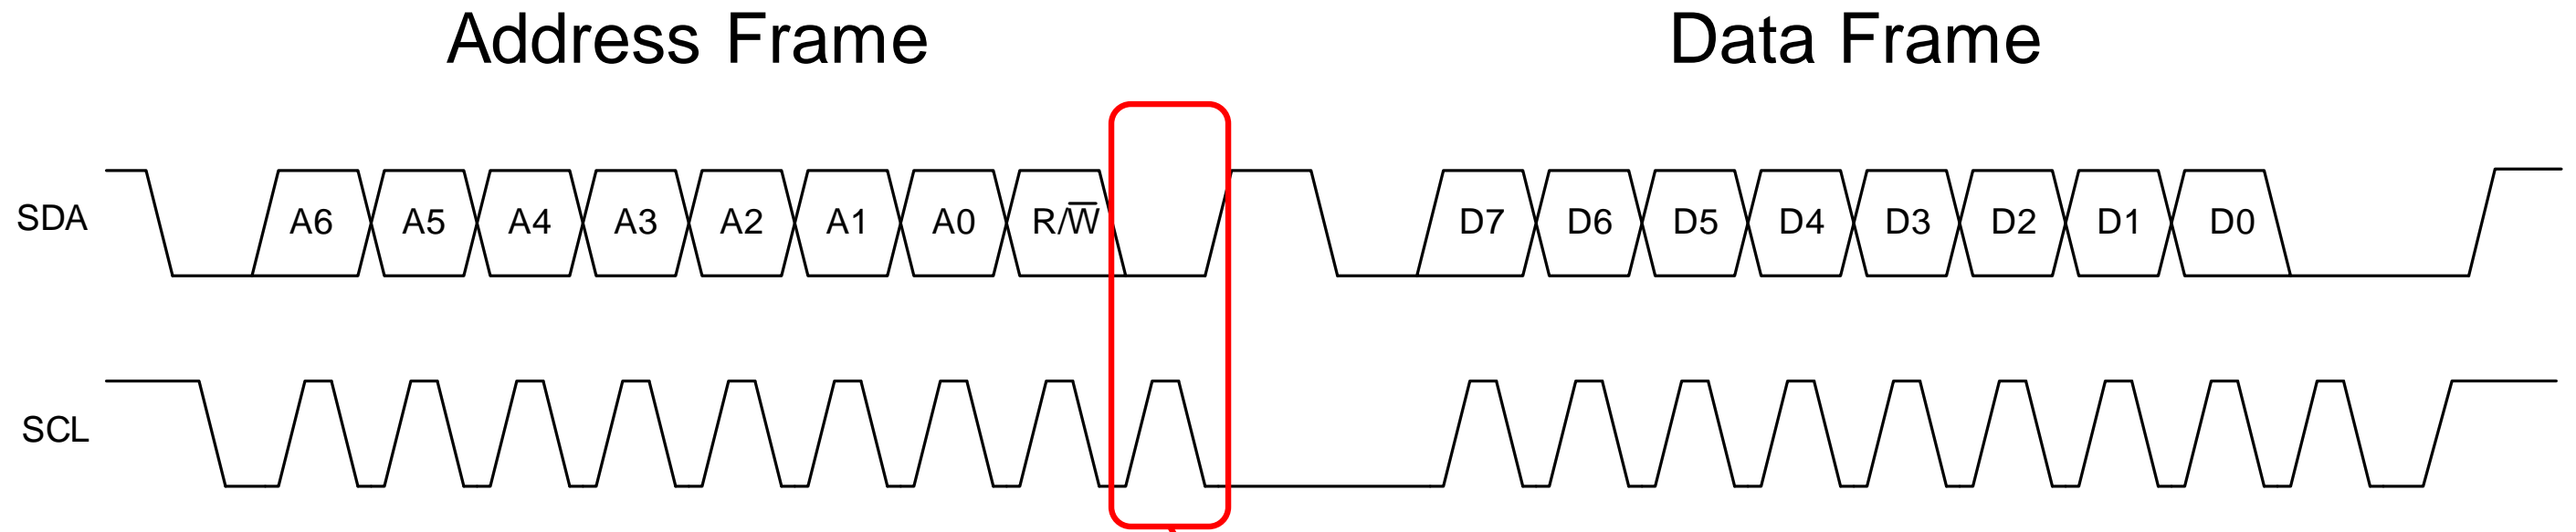 Address Frame Data Frame
SDA A6 A5 A4 A3 A2 A1 A0 R/W̅ D7 D6 D5 D4 D3 D2 D1 D0
SCL